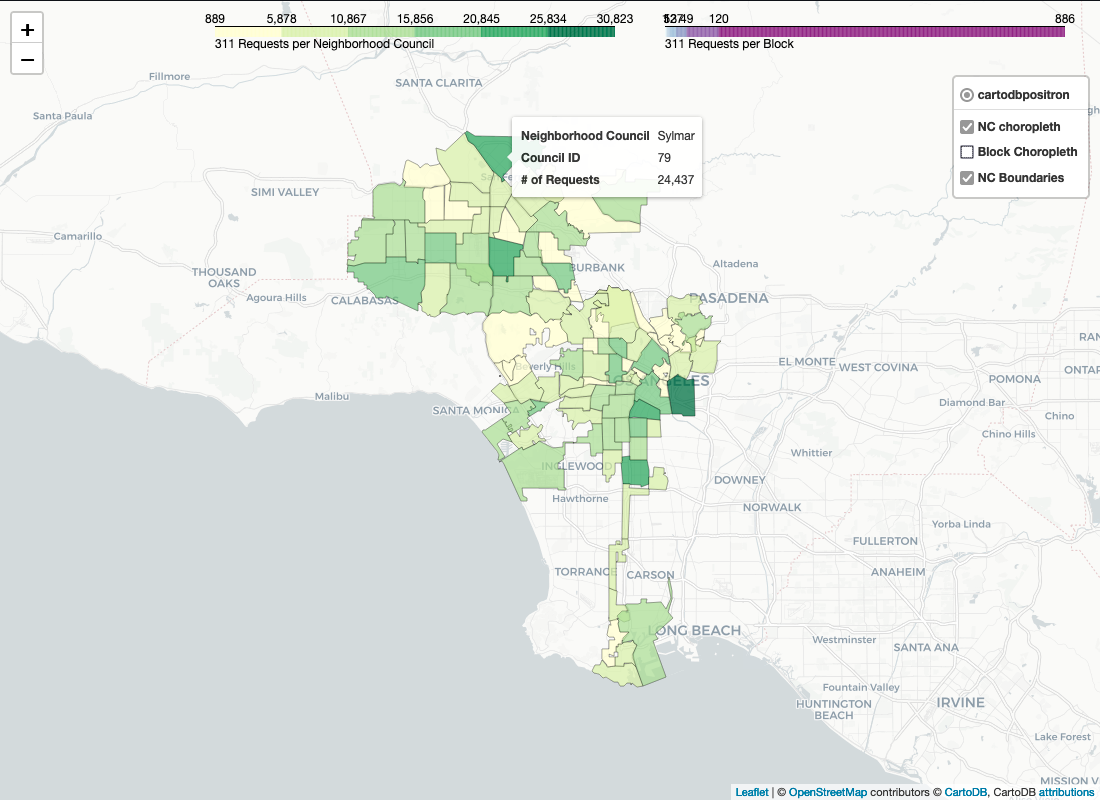 +
−
889 5,878 10,867 15,856 20,845 25,834 30,823
311 Requests per Neighborhood Council
120 886
311 Requests per Block
cartodbpositron
NC choropleth
Block Choropleth
NC Boundaries
Neighborhood Council Sylmar
Council ID 79
# of Requests 24,437
Fillmore
SANTA CLARITA
Santa Paula
SIMI VALLEY
Camarillo
THOUSAND
OAKS
Agoura Hills
CALABASAS
BURBANK
Altadena
PASADENA
Malibu
Beverly Hills
SANTA MONICA
LOS ANGELES
EL MONTE
WEST COVINA
POMONA
Diamond Bar
Chino
Chino Hills
Whittier
INGLEWOOD
DOWNEY
Hawthorne
NORWALK
Yorba Linda
FULLERTON
TORRANCE
CARSON
ANAHEIM
LONG BEACH
Westminster
SANTA ANA
Fountain Valley
HUNTINGTON
BEACH
IRVINE
Lake Forest
MISSION V
Leaflet | © OpenStreetMap contributors © CartoDB, CartoDB attributions